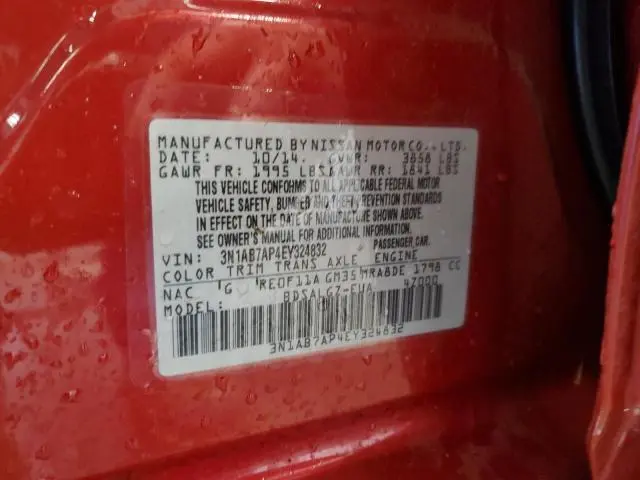 MANUFACTURED BY NISSAN MOTOR CO., LTD.
DATE: 10/14. GVWR: 3858 LBS
GAWR FR: 1995 LBS GAWR RR: 1841 LBS
THIS VEHICLE CONFORMS TO ALL APPLICABLE FEDERAL MOTOR
VEHICLE SAFETY, BUMPER AND THEFT PREVENTION STANDARDS
IN EFFECT ON THE DATE OF MANUFACTURE SHOWN ABOVE.
SEE OWNER'S MANUAL FOR ADDITIONAL INFORMATION.
VIN: 3N1AB7AP4EY324832 PASSENGER CAR.
COLOR TRIM TRANS AXLE ENGINE
NAC G RE0F11A GM35 MRA8DE 1798 CC
MODEL: BDSALGZ-EUA 4Z000
3N1AB7AP4EY324832